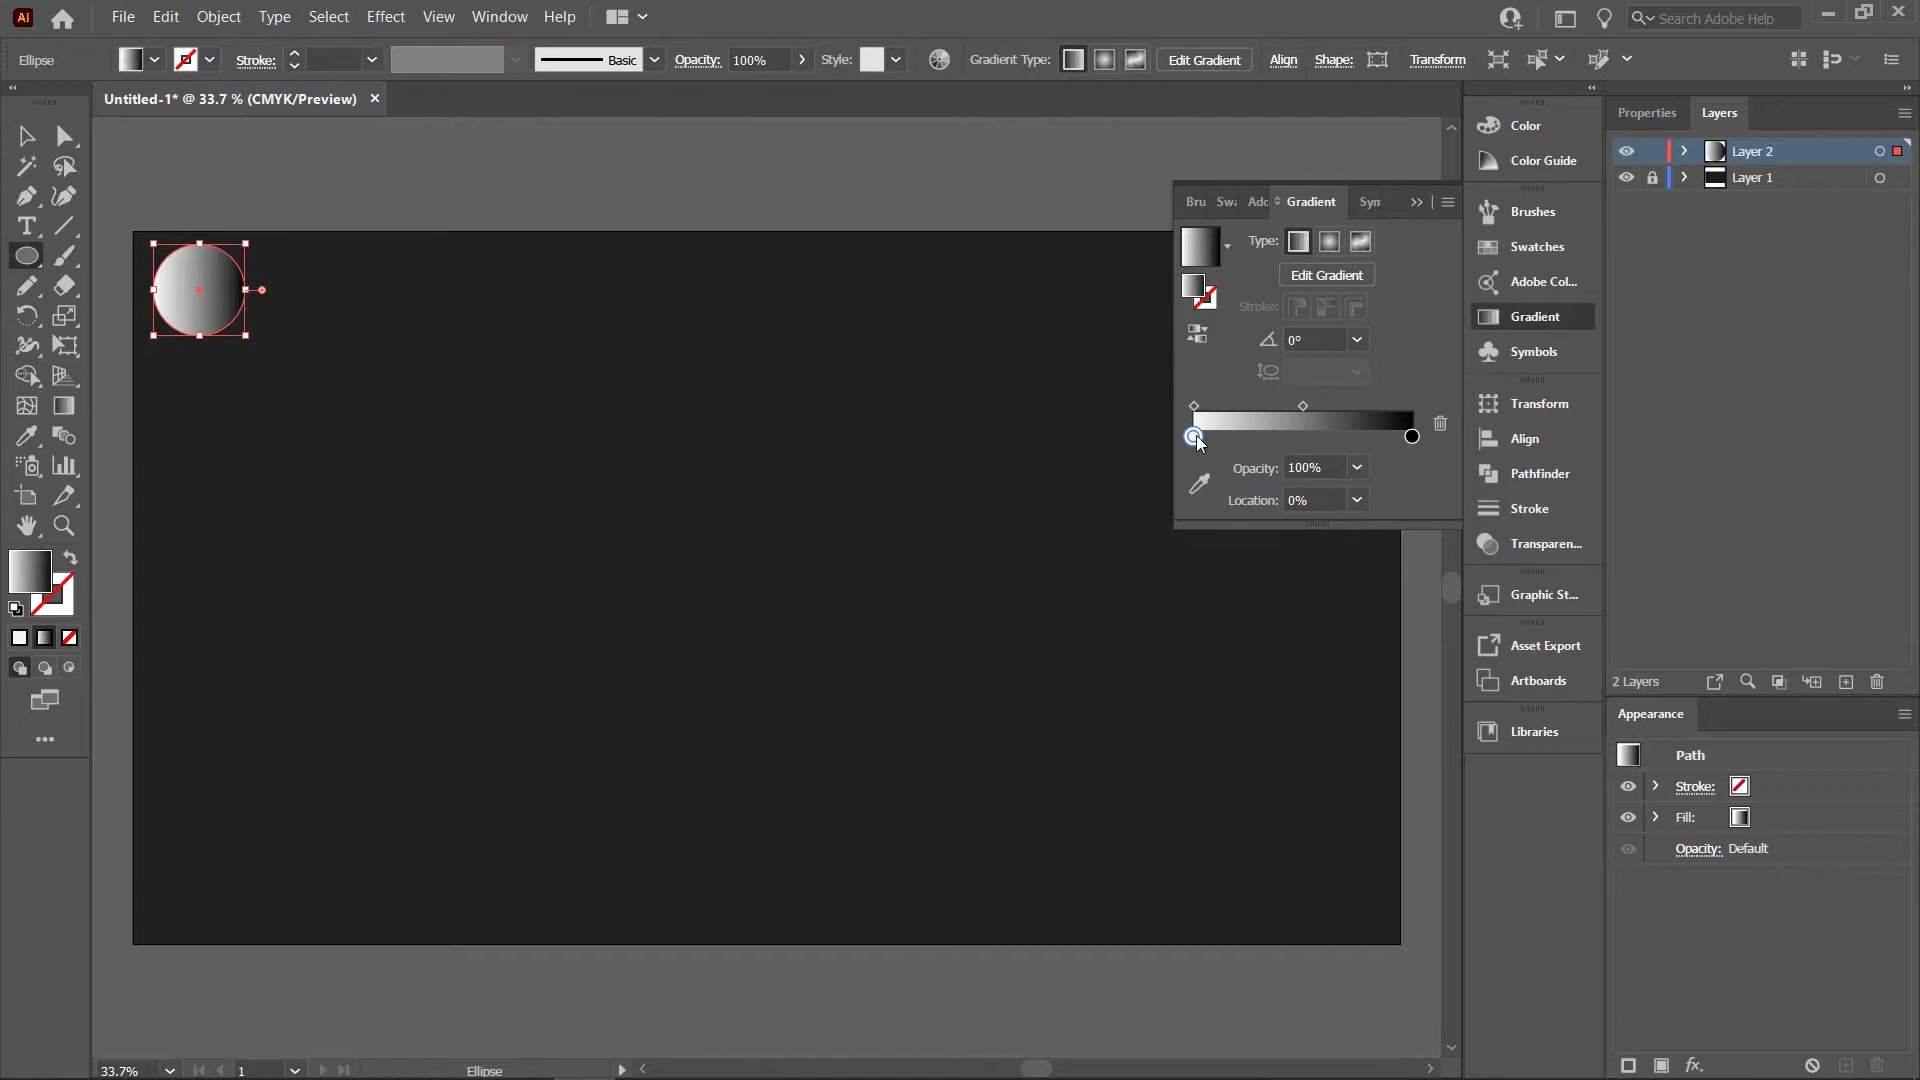 Ai File Edit Object Type Select Effect View Window Help Search Adobe Help
Ellipse Stroke: Basic Opacity: 100% Style: Gradient Type: Edit Gradient Align Shape: Transform
Untitled-1* @ 33.7 % (CMYK/Preview)
Bru Swa Adc Gradient Sym
Type:
Edit Gradient
Stroke:
0°
Opacity: 100%
Location: 0%
Color
Color Guide
Brushes
Swatches
Adobe Col...
Gradient
Symbols
Transform
Align
Pathfinder
Stroke
Transparen...
Graphic St...
Asset Export
Artboards
Libraries
Properties Layers
Layer 2
Layer 1
2 Layers
Appearance
Path
Stroke:
Fill:
Opacity: Default
fx.
33.7% 1 Ellipse